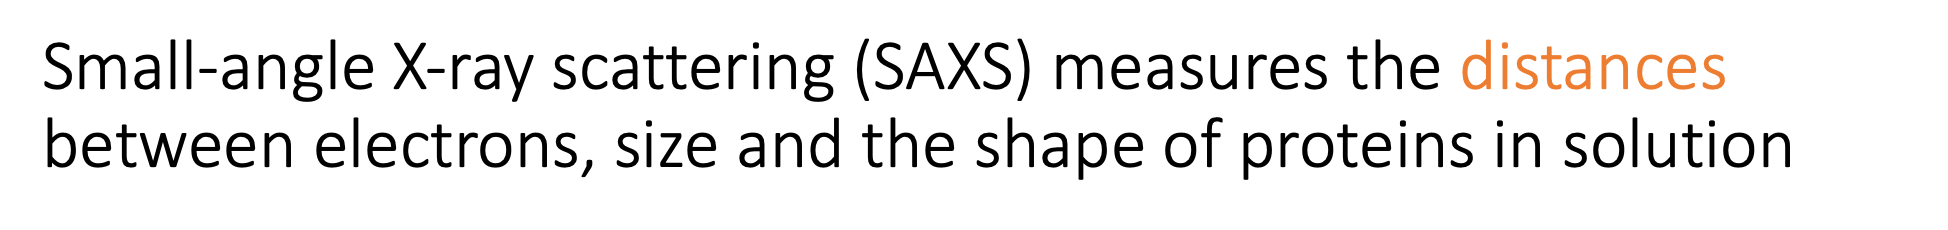 Small-angle X-ray scattering (SAXS) measures the distances
between electrons, size and the shape of proteins in solution